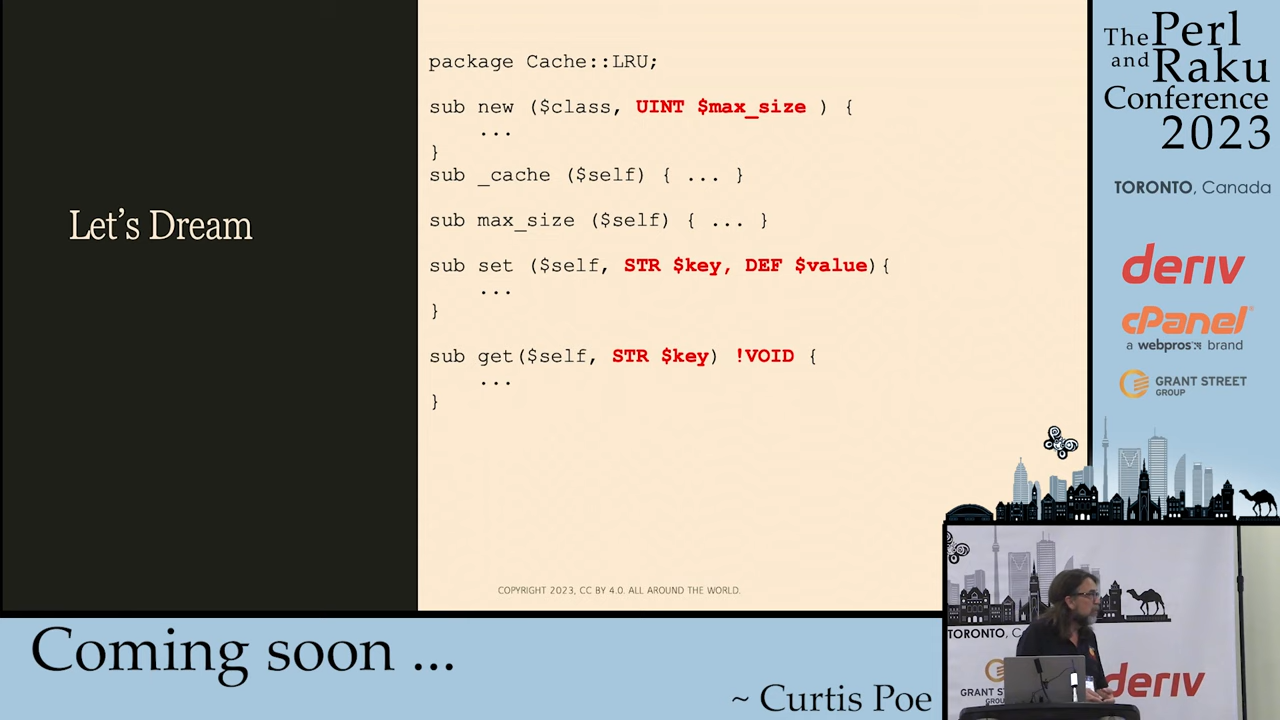 Let's Dream
package Cache::LRU;
sub new ($class, UINT $max_size ) {
...
}
sub _cache ($self) { ... }
sub max_size ($self) { ... }
sub set ($self, STR $key, DEF $value){
...
}
sub get($self, STR $key) !VOID {
...
}
COPYRIGHT 2023, CC BY 4.0. ALL AROUND THE WORLD.
The Perl
and Raku
Conference
2023
TORONTO, Canada
deriv
cPanel
a webpros brand
GRANT STREET
GROUP
Coming soon ...
~ Curtis Poe
TORONTO, C
GRANT STR
GROU
deriv